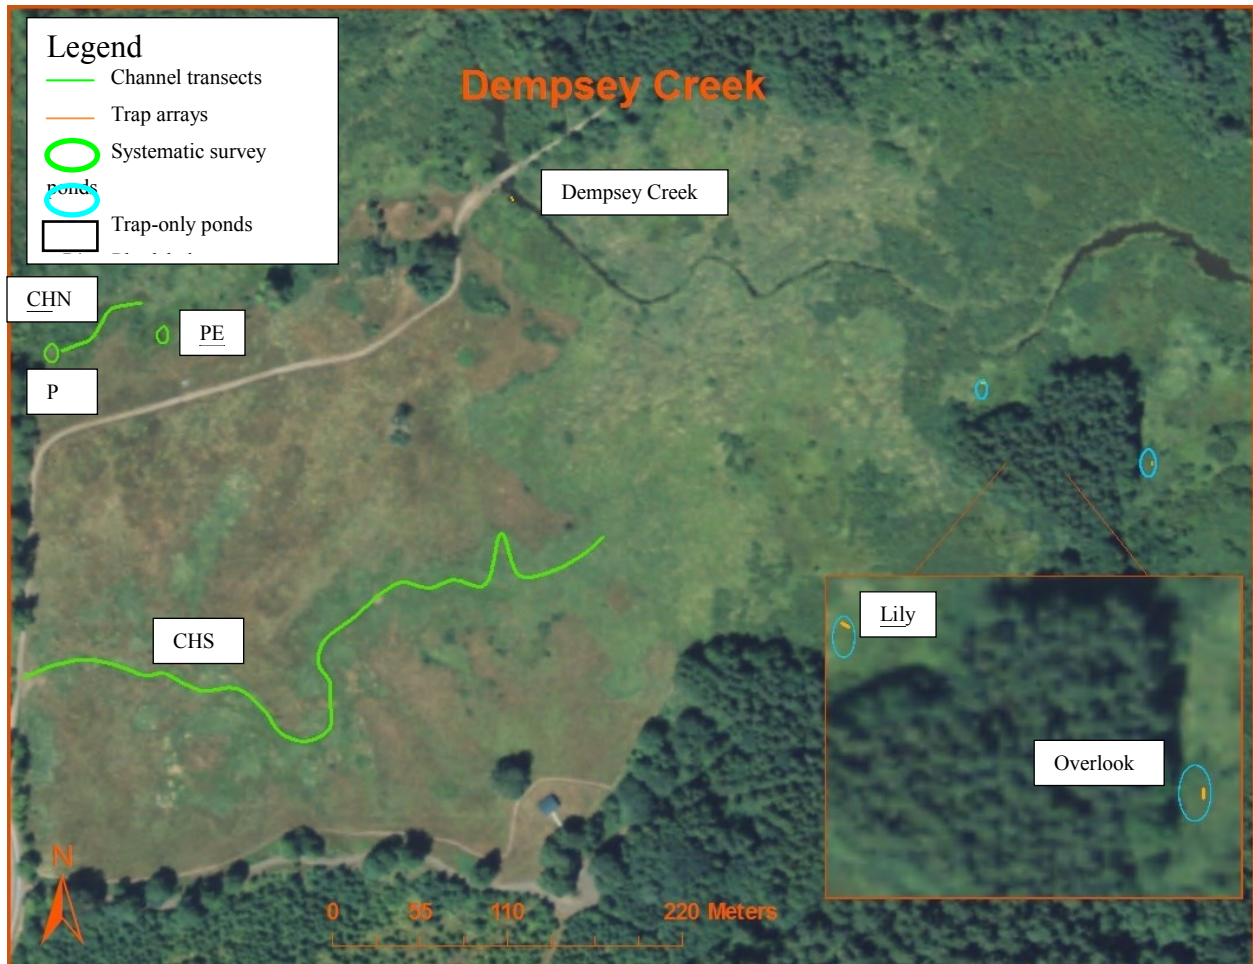 Legend
Channel transects
Trap arrays
Systematic survey
ponds
Trap-only ponds
Dempsey Creek
Dempsey Creek
CHN
PE
P
CHS
Lily
Overlook
N
0 55 110 220 Meters